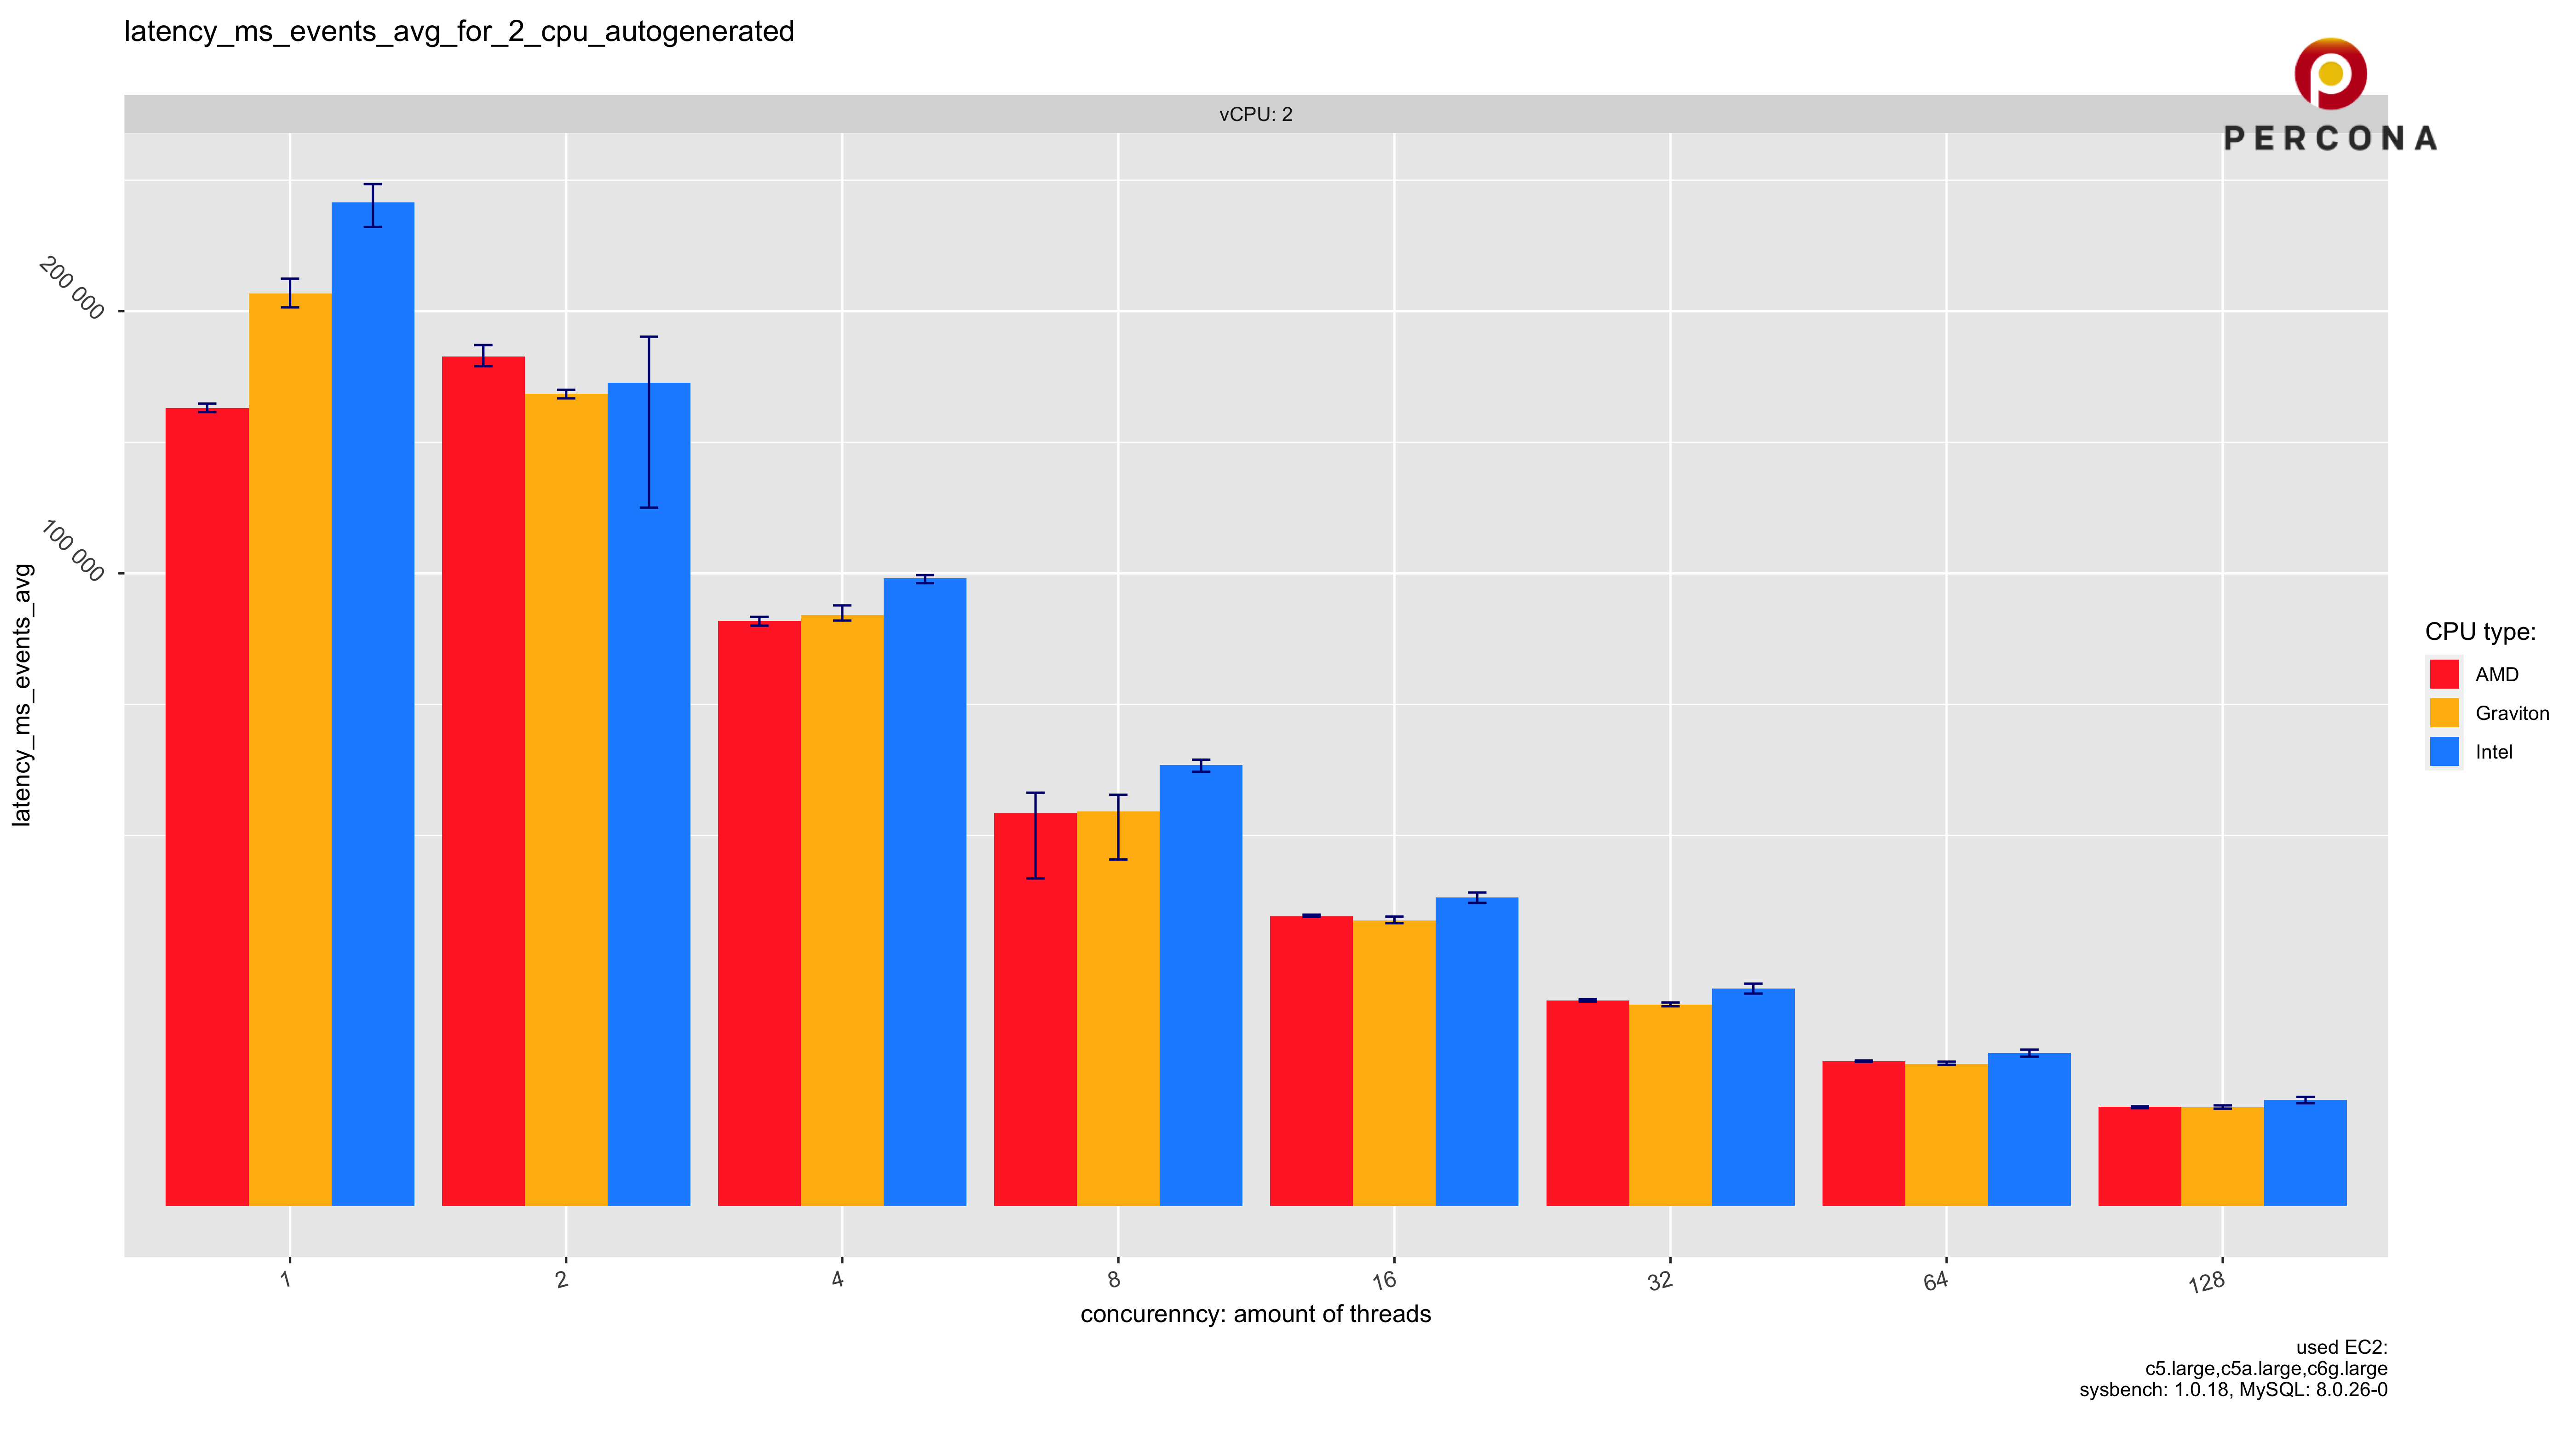 latency_ms_events_avg_for_2_cpu_autogenerated
PERCONA
vCPU: 2
200 000
100 000
latency_ms_events_avg
CPU type:
AMD
Graviton
Intel
1 2 4 8 16 32 64 128
concurenncy: amount of threads
used EC2:
c5.large,c5a.large,c6g.large
sysbench: 1.0.18, MySQL: 8.0.26-0